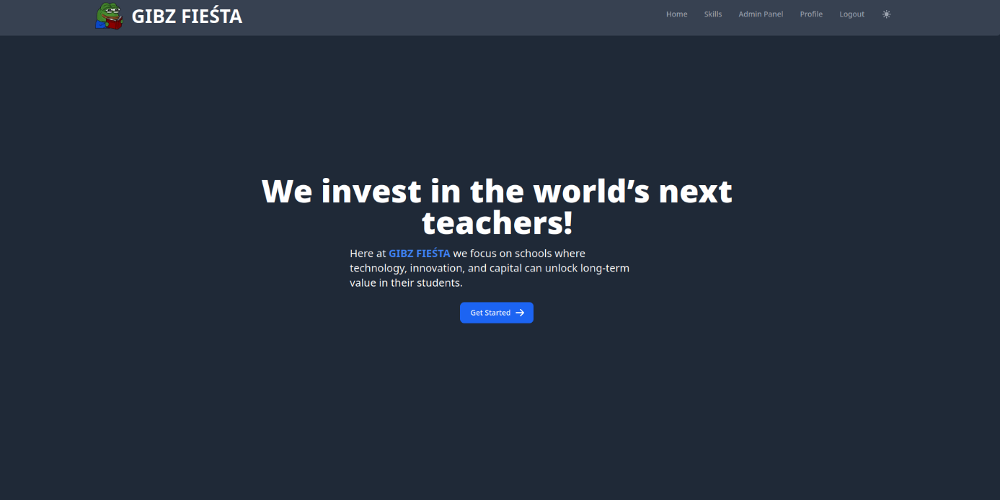 GIBZ FIEŚTA
Home Skills Admin Panel Profile Logout
We invest in the world’s next
teachers!
Here at GIBZ FIEŚTA we focus on schools where
technology, innovation, and capital can unlock long-term
value in their students.
Get Started